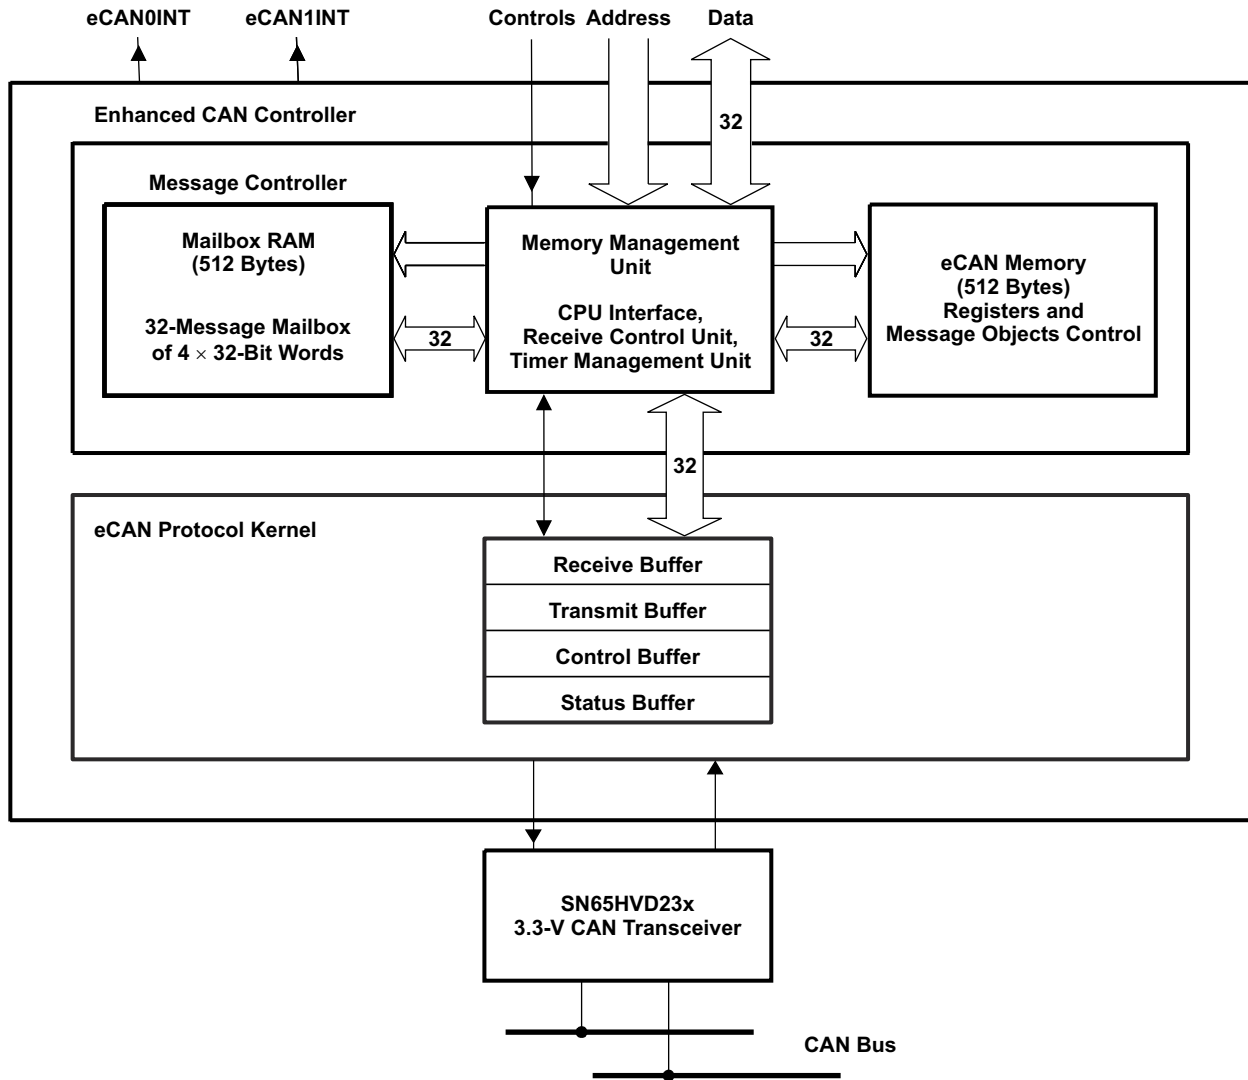 eCAN0INT
eCAN1INT
Controls
Address
Data
32
Enhanced CAN Controller
Message Controller
Mailbox RAM
(512 Bytes)
32-Message Mailbox
of 4 × 32-Bit Words
32
Memory Management
Unit
CPU Interface,
Receive Control Unit,
Timer Management Unit
32
eCAN Memory
(512 Bytes)
Registers and
Message Objects Control
32
eCAN Protocol Kernel
Receive Buffer
Transmit Buffer
Control Buffer
Status Buffer
SN65HVD23x
3.3-V CAN Transceiver
CAN Bus